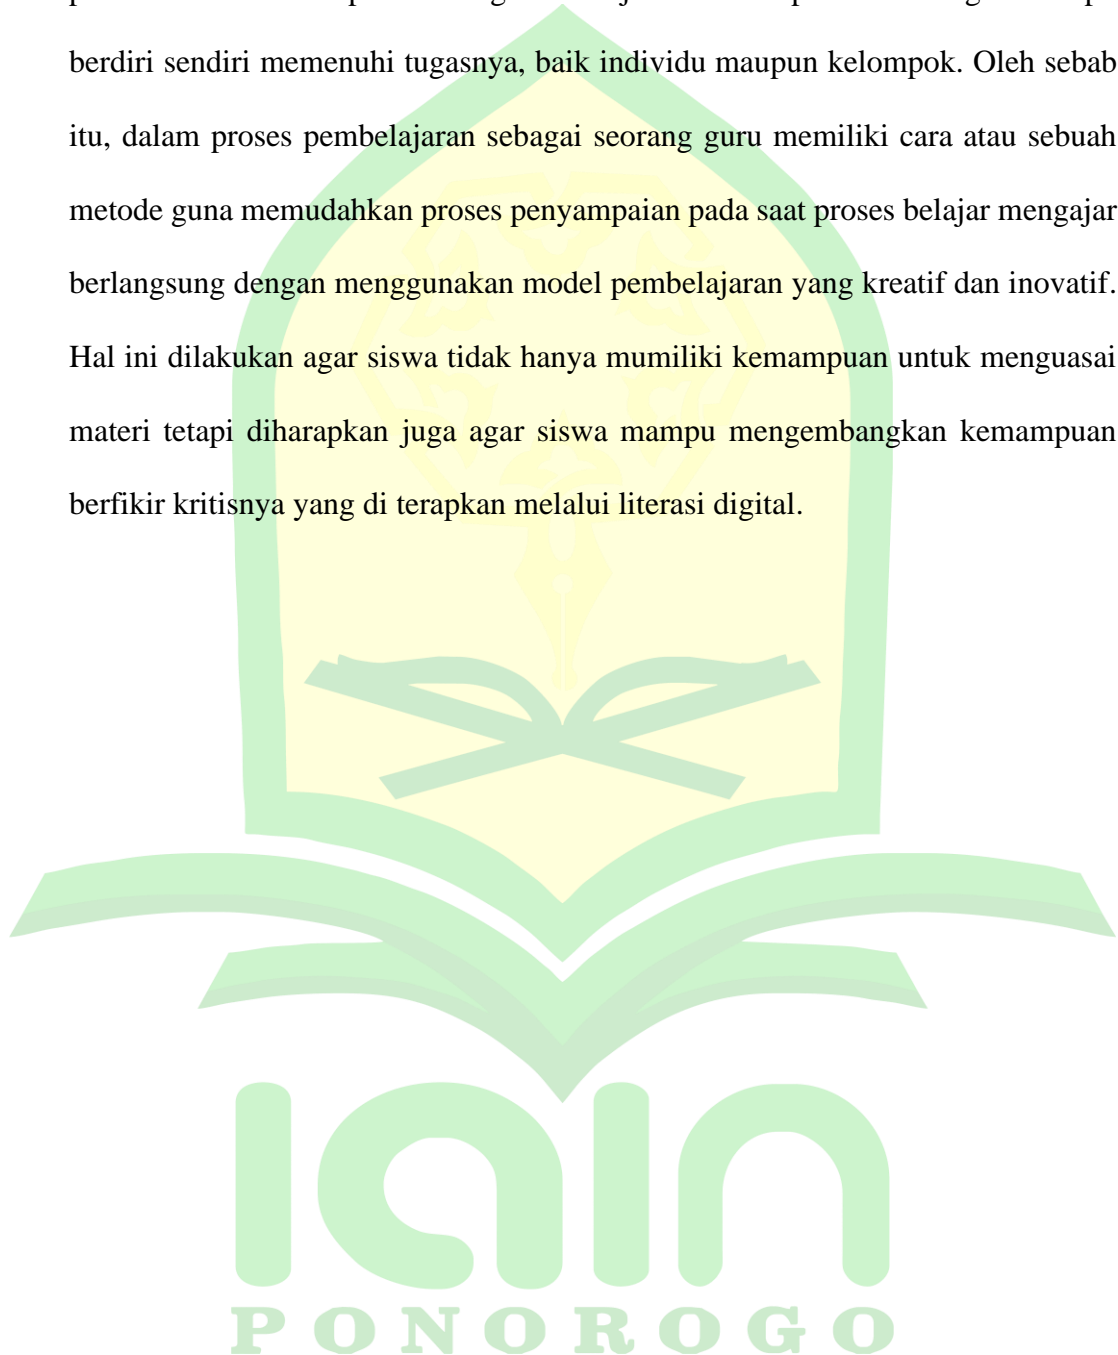 berdiri sendiri memenuhi tugasnya, baik individu maupun kelompok. Oleh sebab
itu, dalam proses pembelajaran sebagai seorang guru memiliki cara atau sebuah
metode guna memudahkan proses penyampaian pada saat proses belajar mengajar
berlangsung dengan menggunakan model pembelajaran yang kreatif dan inovatif.
Hal ini dilakukan agar siswa tidak hanya mumiliki kemampuan untuk menguasai
materi tetapi diharapkan juga agar siswa mampu mengembangkan kemampuan
berfikir kritisnya yang di terapkan melalui literasi digital.
IAIN
PONOROGO